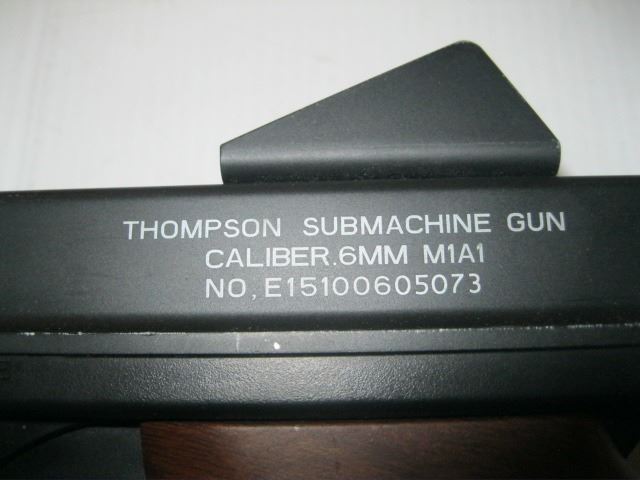 THOMPSON SUBMACHINE GUN
CALIBER.6MM M1A1
NO,E15100605073